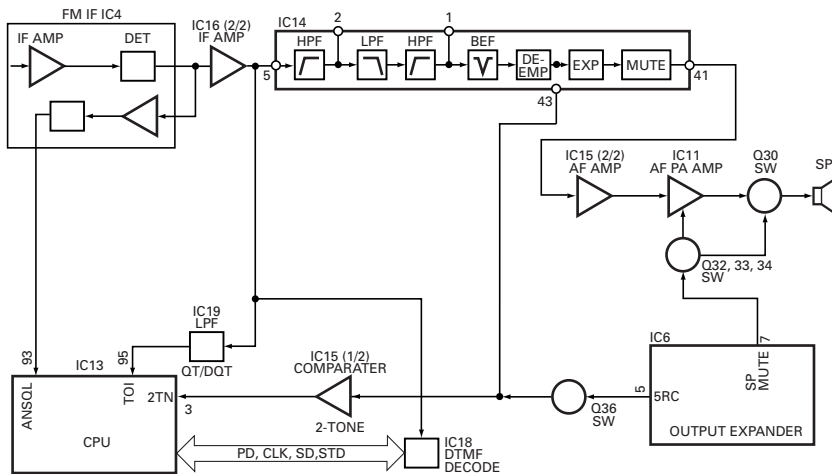 FM IF IC4
IF AMP
DET
IC16 (2/2)
IF AMP
IC14
2
1
HPF
LPF
HPF
BEF
DE-
EMP
EXP
MUTE
5
41
43
IC15 (2/2)
AF AMP
IC11
AF PA AMP
Q30
SW
SP
Q32, 33, 34
SW
IC19
LPF
QT/DQT
93
95
IC13
ANSQL
TOI
2TN
3
CPU
IC15 (1/2)
COMPARATER
2-TONE
PD, CLK, SD,STD
IC18
DTMF
DECODE
Q36
SW
IC6
7
5
5RC
SP
MUTE
OUTPUT EXPANDER